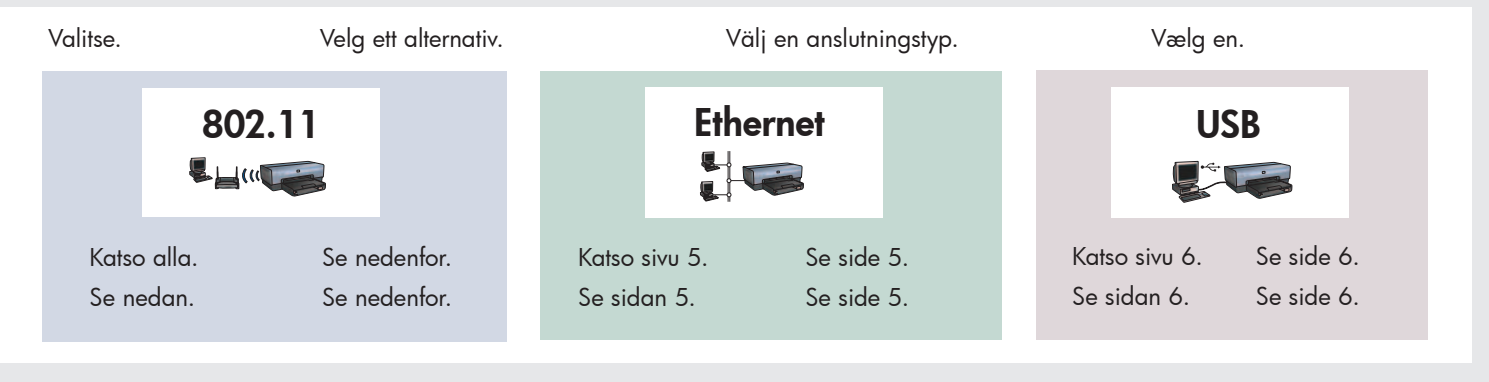 Valitse. Velg ett alternativ. Välj en anslutningstyp. Vælg en.
802.11
Katso alla. Se nedenfor.
Se nedan. Se nedenfor.
Ethernet
Katso sivu 5. Se side 5.
Se sidan 5. Se side 5.
USB
Katso sivu 6. Se side 6.
Se sidan 6. Se side 6.